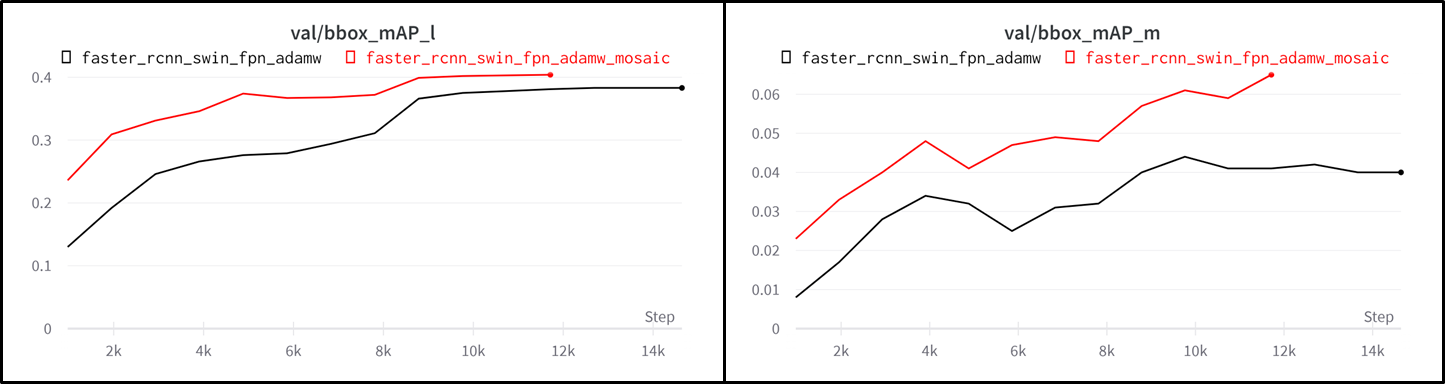 val/bbox_mAP_l
faster_rcnn_swin_fpn_adamw faster_rcnn_swin_fpn_adamw_mosaic
0.4
0.3
0.2
0.1
0
Step
2k 4k 6k 8k 10k 12k 14k
val/bbox_mAP_m
faster_rcnn_swin_fpn_adamw faster_rcnn_swin_fpn_adamw_mosaic
0.06
0.05
0.04
0.03
0.02
0.01
0
Step
2k 4k 6k 8k 10k 12k 14k